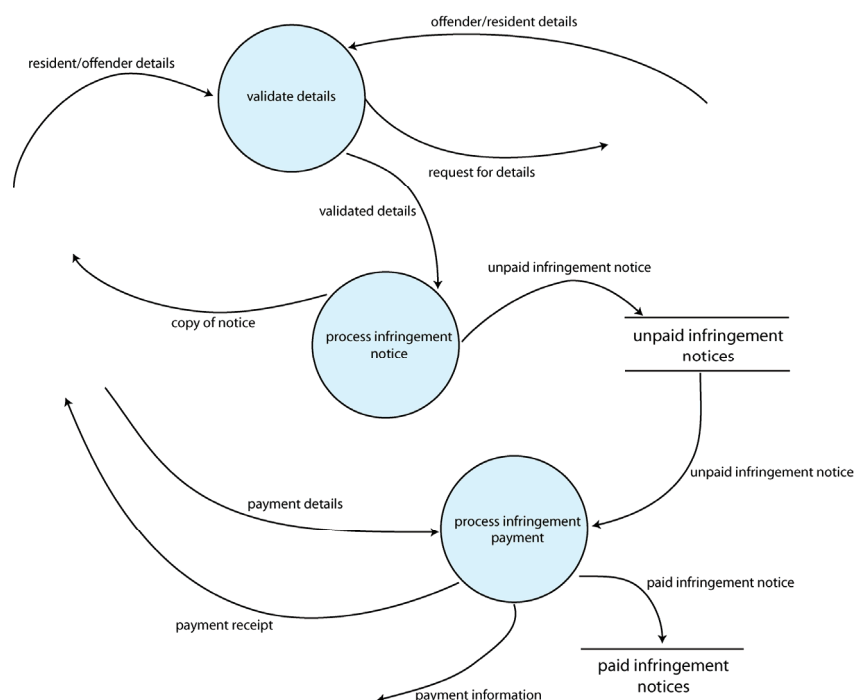 offender/resident details
resident/offender details
validate details
request for details
validated details
unpaid infringement notice
copy of notice
process infringement
notice
unpaid infringement
notices
unpaid infringement notice
payment details
process infringement
payment
paid infringement notice
payment receipt
paid infringement
notices
payment information